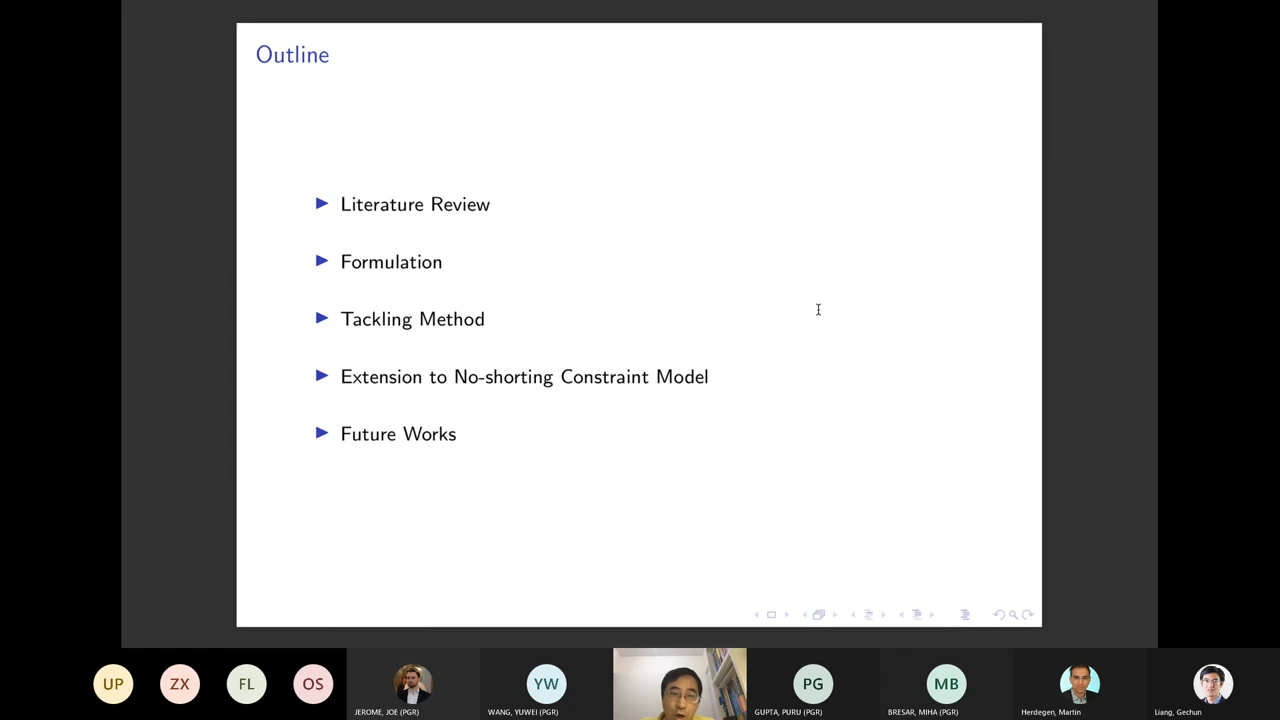 Outline
Literature Review
Formulation
Tackling Method
Extension to No-shorting Constraint Model
Future Works
UP
ZX
FL
OS
JEROME, JOE (PGR)
YW
WANG, YUWEI (PGR)
PG
GUPTA, PURU (PGR)
MB
BRESAR, MIHA (PGR)
Herdegen, Martin
Liang, Gechun